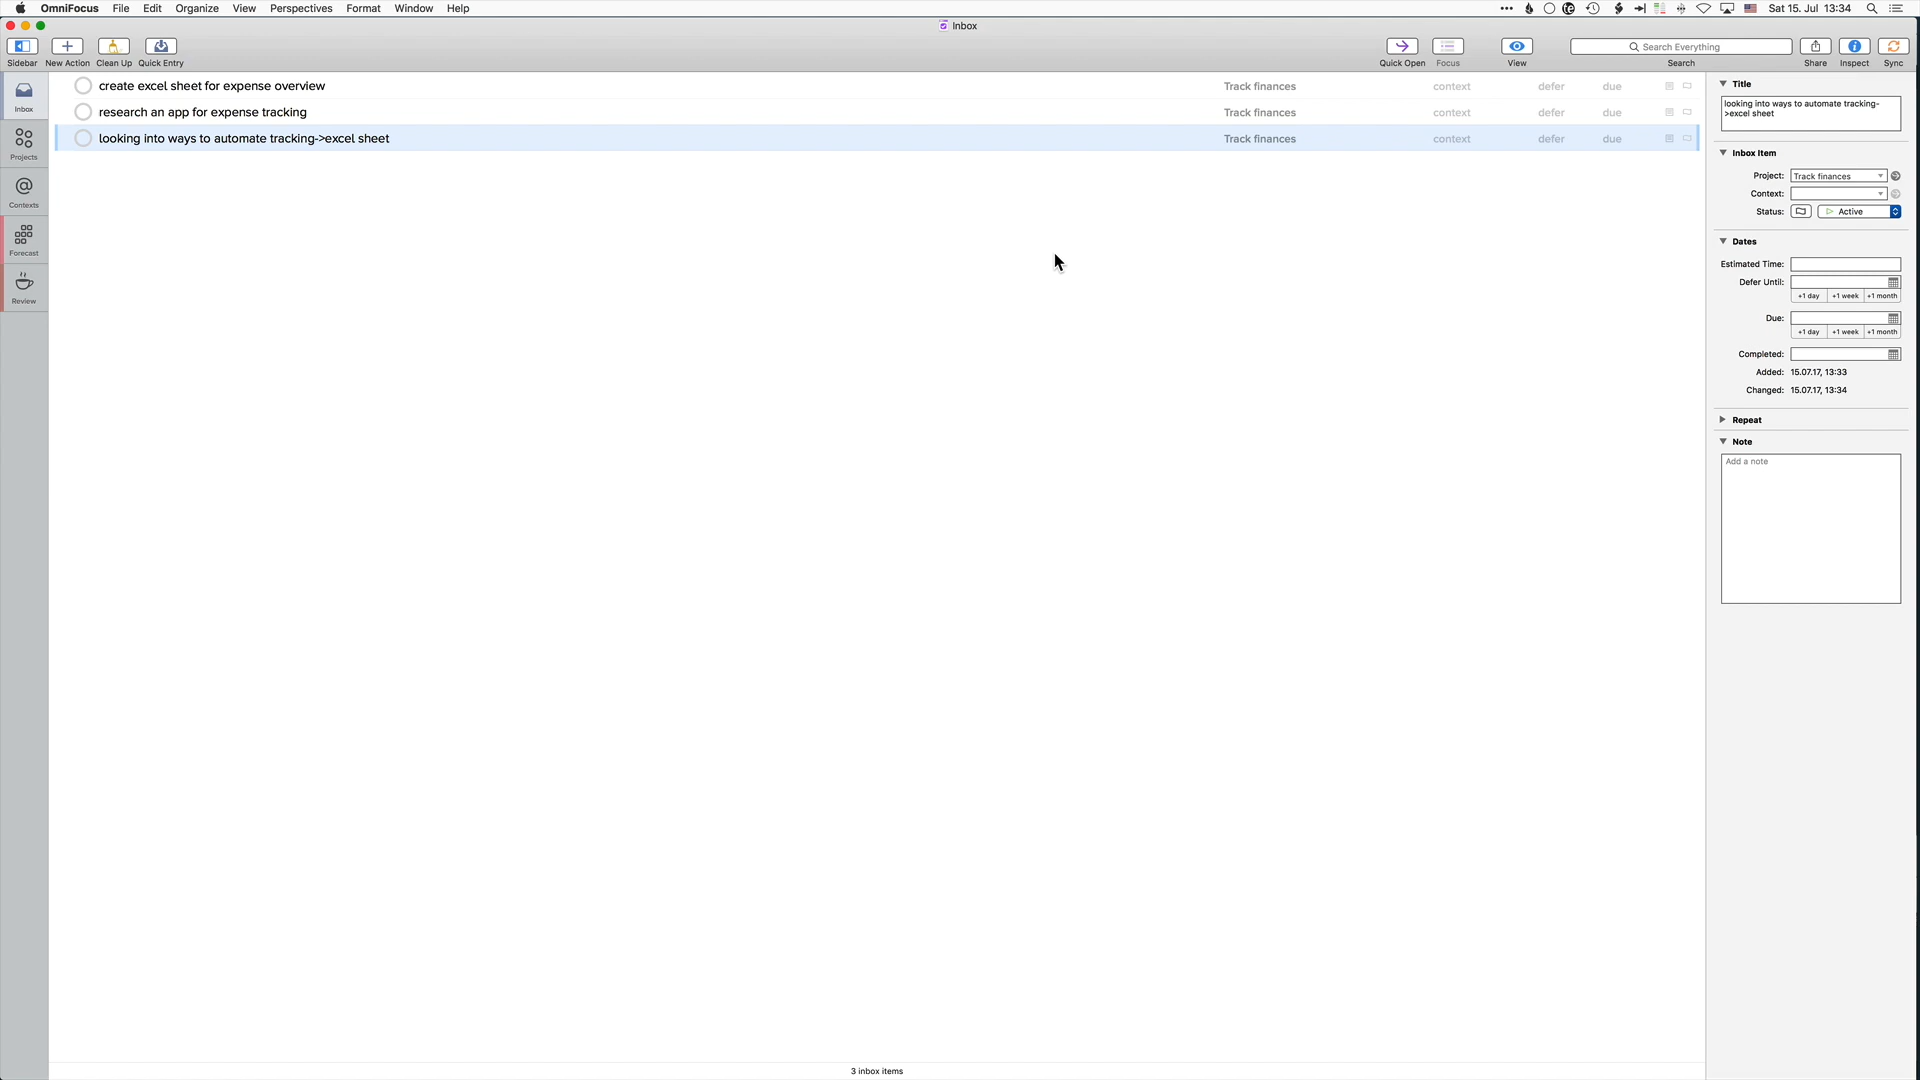 OmniFocus File Edit Organize View Perspectives Format Window Help
Sat 15. Jul 13:34
Inbox
Sidebar New Action Clean Up Quick Entry
Quick Open Focus View
Search Everything
Search Share Inspect Sync
Inbox
Projects
Contexts
Forecast
Review
create excel sheet for expense overview Track finances context defer due
research an app for expense tracking Track finances context defer due
looking into ways to automate tracking->excel sheet Track finances context defer due
Title
looking into ways to automate tracking-
>excel sheet
Inbox Item
Project: Track finances
Context:
Status: Active
Dates
Estimated Time:
Defer Until:
+1 day +1 week +1 month
Due:
+1 day +1 week +1 month
Completed:
Added: 15.07.17, 13:33
Changed: 15.07.17, 13:34
Repeat
Note
Add a note
3 inbox items